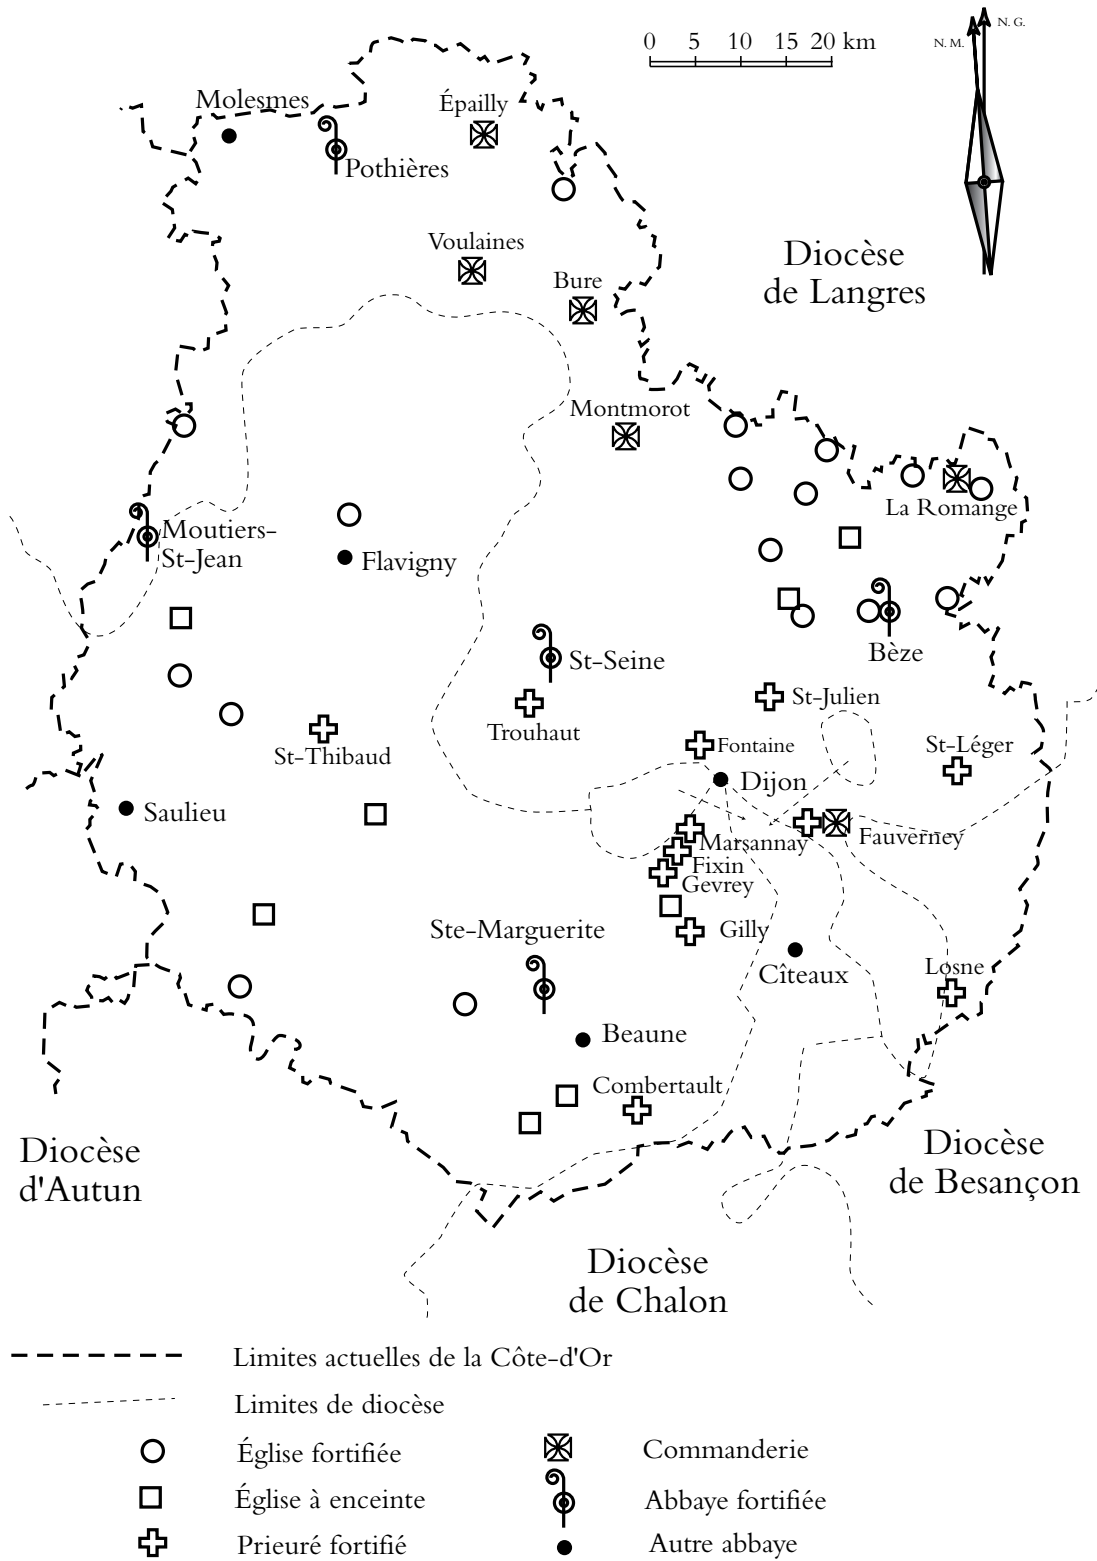 0 5 10 15 20 km
N. G.
N. M.
Molesmes
Épailly
Pothières
Voulaines
Bure
Diocèse
de Langres
Montmorot
La Romange
Moutiers-
St-Jean
Flavigny
St-Seine
Bèze
Trouhaut
St-Julien
St-Thibaud
Fontaine
St-Léger
Dijon
Saulieu
Marsannay
Fauverney
Fixin
Gevrey
Ste-Marguerite
Gilly
Cîteaux
Losne
Beaune
Combertault
Diocèse
d'Autun
Diocèse
de Besançon
Diocèse
de Chalon
Limites actuelles de la Côte-d'Or
Limites de diocèse
Église fortifiée
Commanderie
Église à enceinte
Abbaye fortifiée
Prieuré fortifié
Autre abbaye